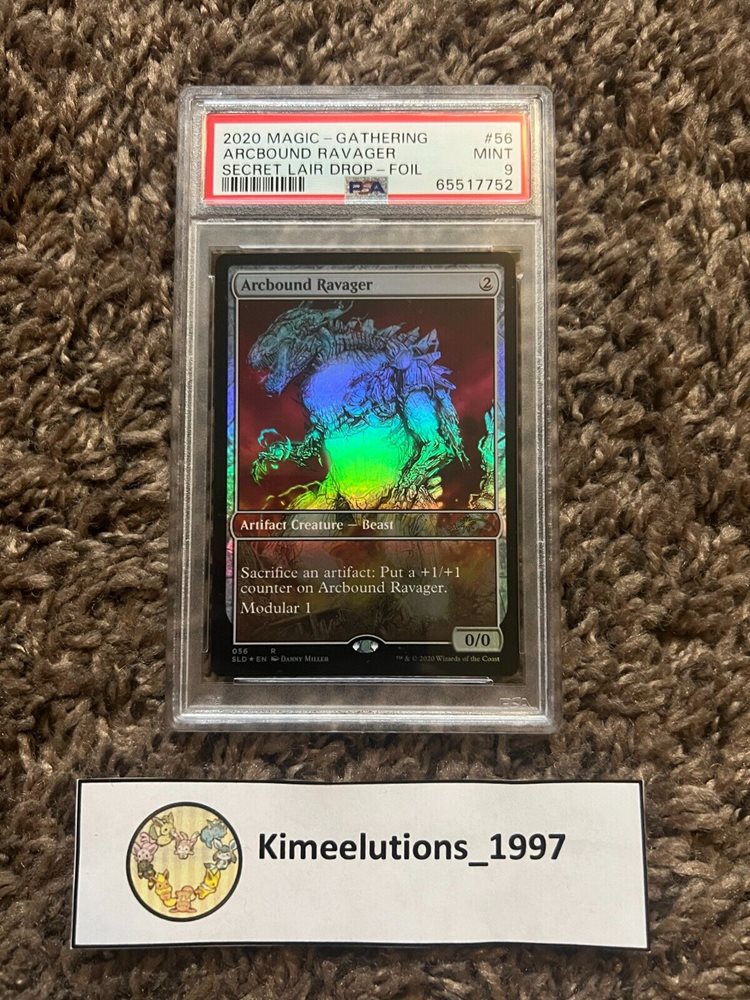 2020 MAGIC - GATHERING #56
ARCBOUND RAVAGER MINT
SECRET LAIR DROP - FOIL 9
PSA 65517752
Arcbound Ravager 2
Artifact Creature — Beast
Sacrifice an artifact: Put a +1/+1
counter on Arcbound Ravager.
Modular 1
0/0
056 R
SLD★EN Danny Miller ™ & © 2020 Wizards of the Coast
PSA
Kimeelutions_1997